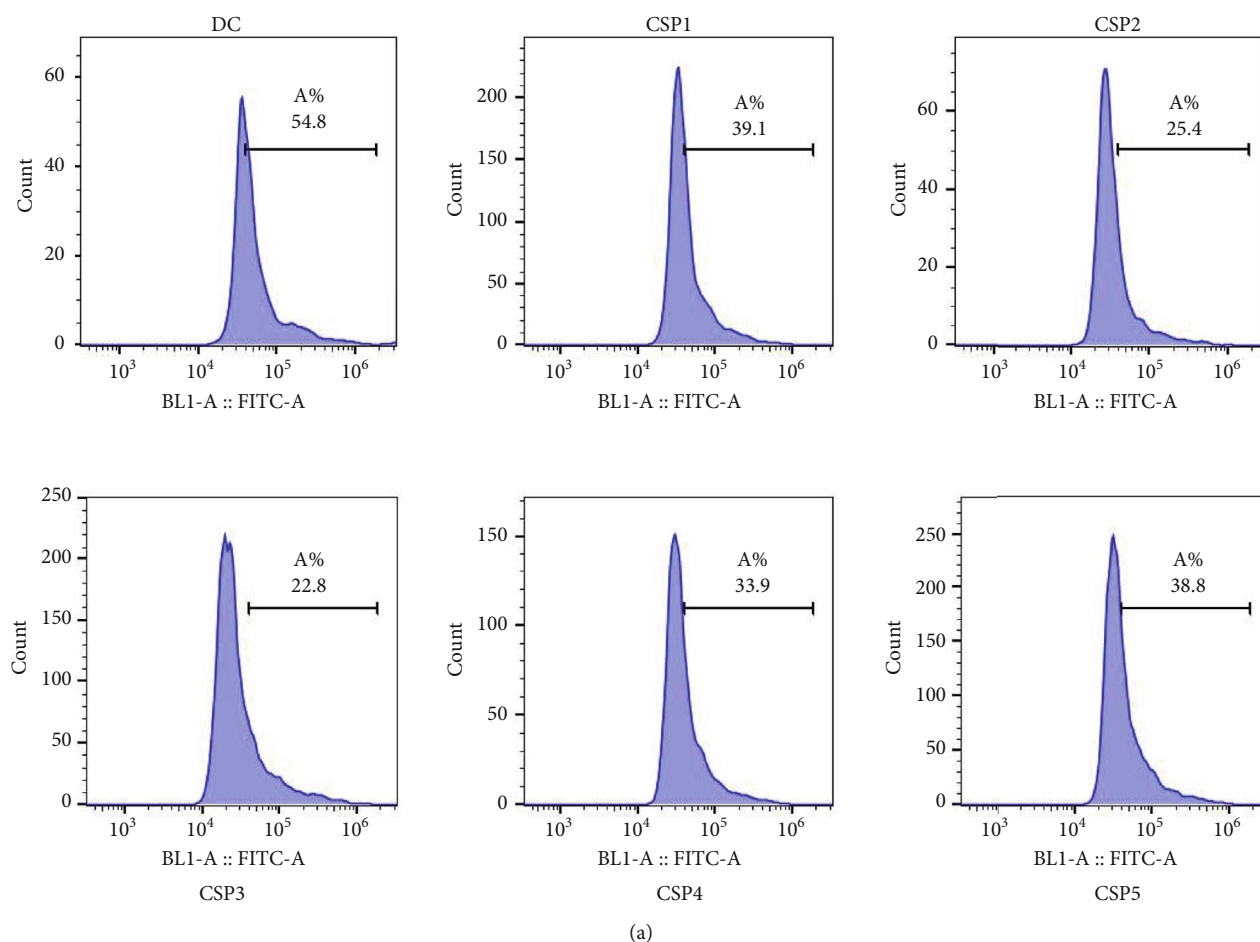 DC
60
40
20
0
Count
A%
54.8
10³ 10⁴ 10⁵ 10⁶
BL1-A :: FITC-A
CSP1
200
150
100
50
0
Count
A%
39.1
10³ 10⁴ 10⁵ 10⁶
BL1-A :: FITC-A
CSP2
60
40
20
0
Count
A%
25.4
10³ 10⁴ 10⁵ 10⁶
BL1-A :: FITC-A
250
200
150
100
50
0
Count
A%
22.8
10³ 10⁴ 10⁵ 10⁶
BL1-A :: FITC-A
CSP3
150
100
50
0
Count
A%
33.9
10³ 10⁴ 10⁵ 10⁶
BL1-A :: FITC-A
CSP4
250
200
150
100
50
0
Count
A%
38.8
10³ 10⁴ 10⁵ 10⁶
BL1-A :: FITC-A
CSP5
(a)